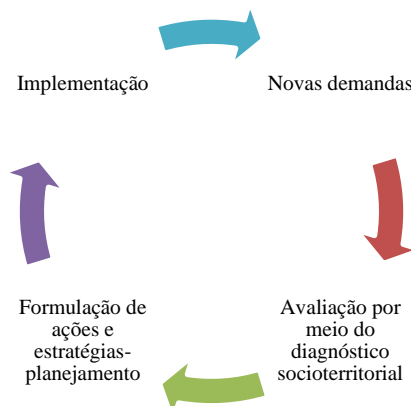 Implementação
Novas demandas
Formulação de
ações e
estratégias-
planejamento
Avaliação por
meio do
diagnóstico
socioterritorial